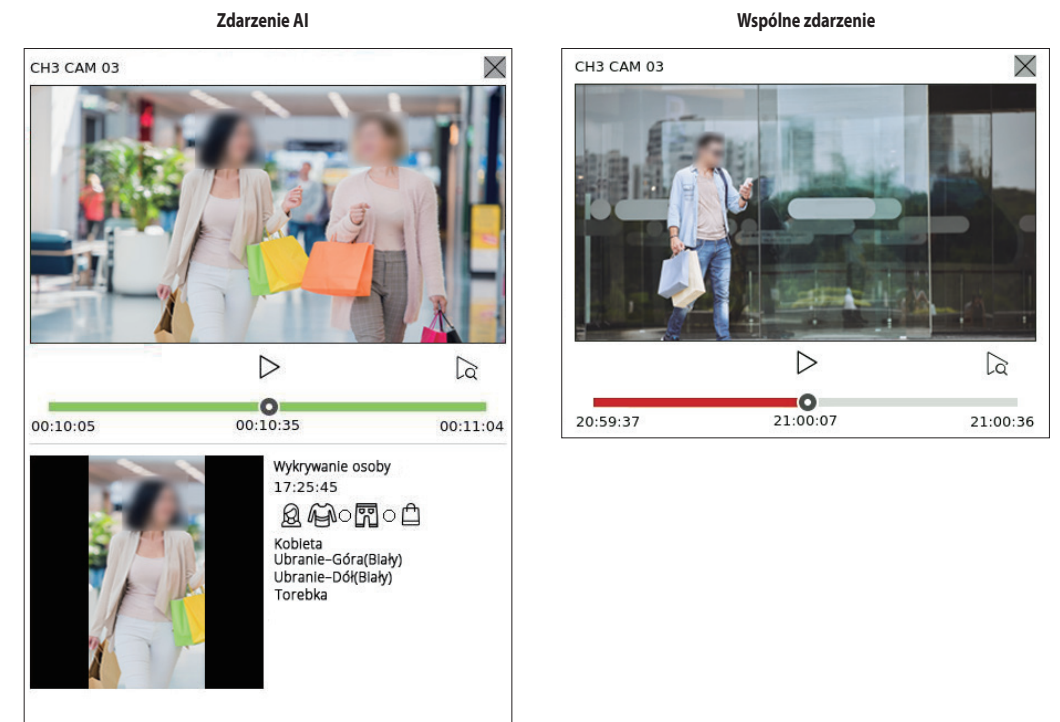 Zdarzenie AI
CH3 CAM 03
00:10:05
00:10:35
00:11:04
Wykrywanie osoby
17:25:45
Kobieta
Ubranie-Góra(Biały)
Ubranie-Dół(Biały)
Torebka
Wspólne zdarzenie
CH3 CAM 03
20:59:37
21:00:07
21:00:36